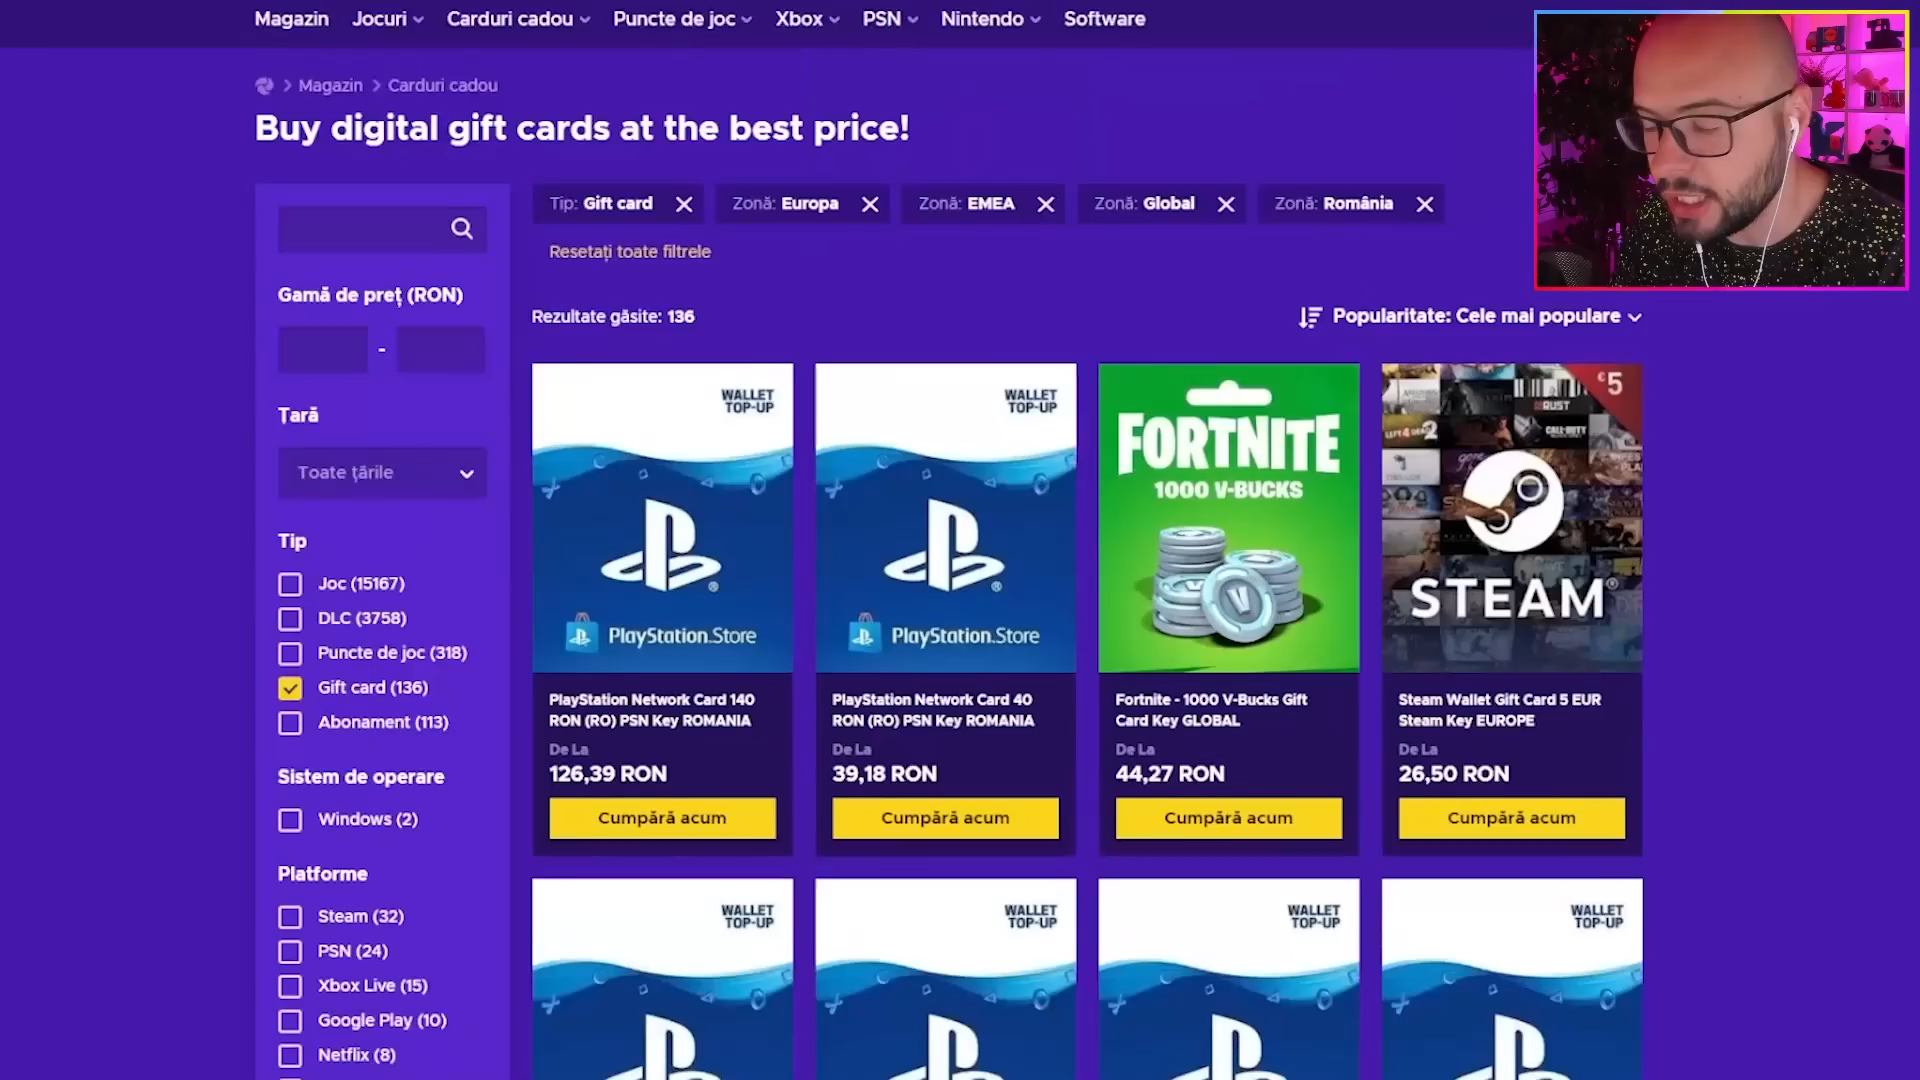 Magazin Jocuri Carduri cadou Puncte de joc Xbox PSN Nintendo Software
Magazin Carduri cadou
Buy digital gift cards at the best price!
Tip: Gift card Zonă: Europa Zonă: EMEA Zonă: Global Zonă: România
Resetați toate filtrele
Gamă de preț (RON)
-
Țară
Toate țările
Tip
Joc (15167)
DLC (3758)
Puncte de joc (318)
Gift card (136)
Abonament (113)
Sistem de operare
Windows (2)
Platforme
Steam (32)
PSN (24)
Xbox Live (15)
Google Play (10)
Netflix (8)
Rezultate găsite: 136
Popularitate: Cele mai populare
WALLET
TOP-UP
PlayStation.Store
PlayStation Network Card 140
RON (RO) PSN Key ROMANIA
De La
126,39 RON
Cumpără acum
WALLET
TOP-UP
PlayStation.Store
PlayStation Network Card 40
RON (RO) PSN Key ROMANIA
De La
39,18 RON
Cumpără acum
FORTNITE
1000 V-BUCKS
Fortnite - 1000 V-Bucks Gift
Card Key GLOBAL
De La
44,27 RON
Cumpără acum
€5
RUST
CALL·DUTY
STEAM®
Steam Wallet Gift Card 5 EUR
Steam Key EUROPE
De La
26,50 RON
Cumpără acum
WALLET
TOP-UP
WALLET
TOP-UP
WALLET
TOP-UP
WALLET
TOP-UP